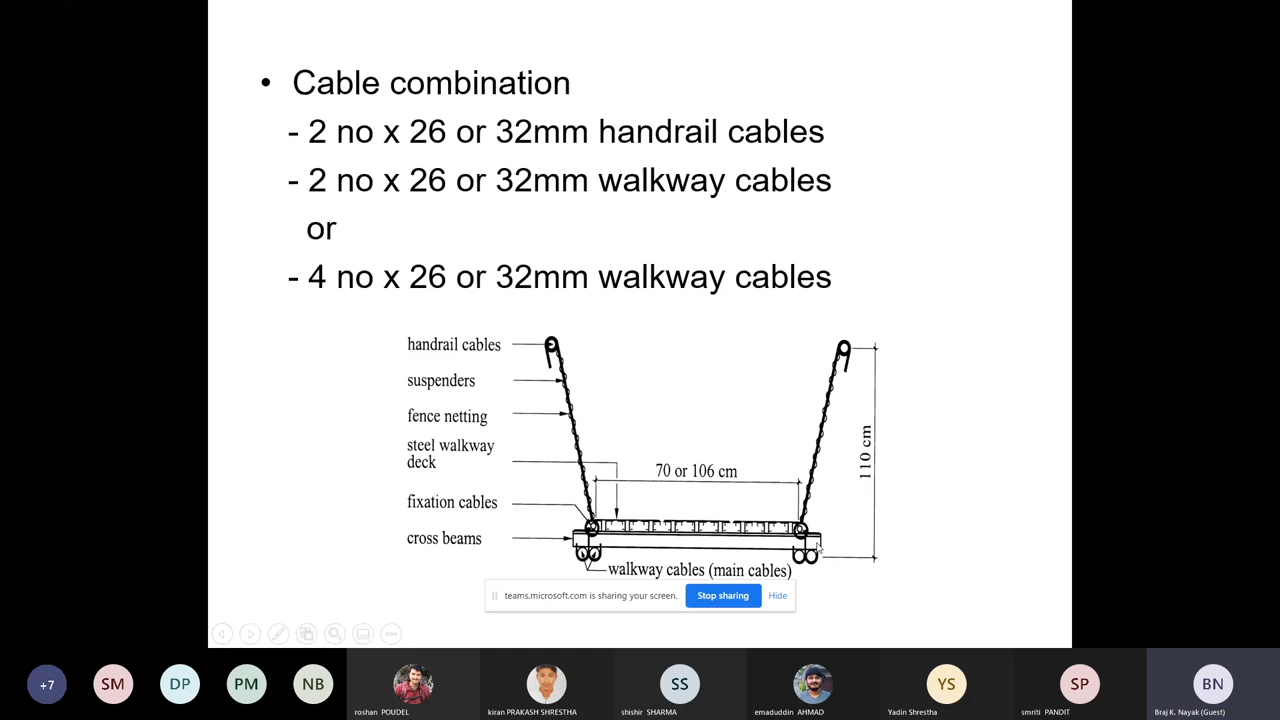 • Cable combination
- 2 no x 26 or 32mm handrail cables
- 2 no x 26 or 32mm walkway cables
or
- 4 no x 26 or 32mm walkway cables
handrail cables
suspenders
fence netting
steel walkway
deck
70 or 106 cm
110 cm
fixation cables
cross beams
walkway cables (main cables)
teams.microsoft.com is sharing your screen.
Stop sharing
Hide
+7
SM
DP
PM
NB
SS
YS
SP
BN
roshan POUDEL
kiran PRAKASH SHRESTHA
shishir SHARMA
emaduddin AHMAD
Yadin Shrestha
smriti PANDIT
Braj K. Nayak (Guest)